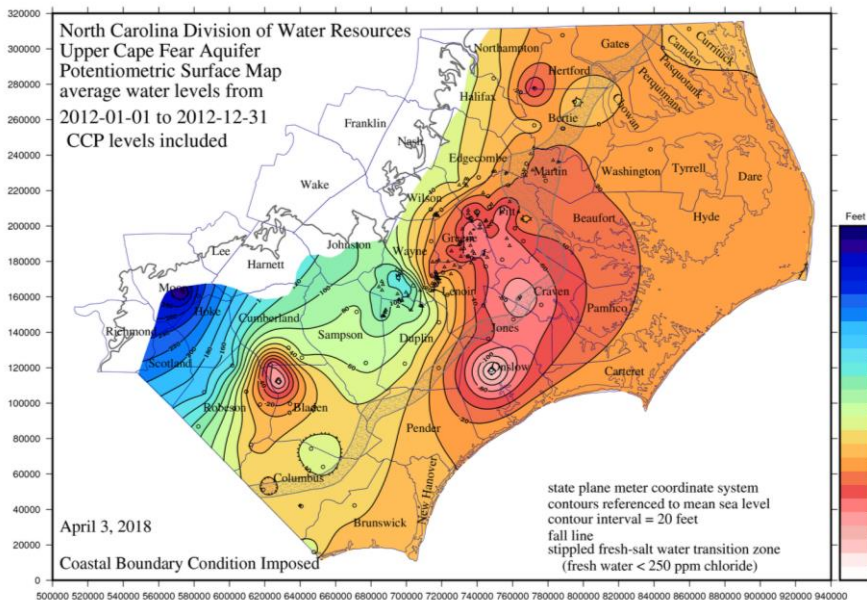 North Carolina Division of Water Resources
Upper Cape Fear Aquifer
Potentiometric Surface Map
average water levels from
2012-01-01 to 2012-12-31
CCP levels included
320000
300000
280000
260000
240000
220000
200000
180000
160000
140000
120000
100000
80000
60000
40000
20000
0
Northampton
Gates
Camden
Currituck
Hertford
Pasquotank
Perquimans
Halifax
Chowan
Bertie
Franklin
Nash
Edgecombe
Martin
Washington
Tyrrell
Dare
Wake
Wilson
Pitt
Beaufort
Hyde
Johnston
Wayne
Greene
Lee
Harnett
Moore
Lenoir
Craven
Pamlico
Richmond
Hoke
Cumberland
Sampson
Duplin
Jones
Scotland
Onslow
Carteret
Robeson
Bladen
Pender
Columbus
New Hanover
Brunswick
Feet
state plane meter coordinate system
contours referenced to mean sea level
contour interval = 20 feet
fall line
stippled fresh-salt water transition zone
(fresh water < 250 ppm chloride)
April 3, 2018
Coastal Boundary Condition Imposed
500000 520000 540000 560000 580000 600000 620000 640000 660000 680000 700000 720000 740000 760000 780000 800000 820000 840000 860000 880000 900000 920000 940000